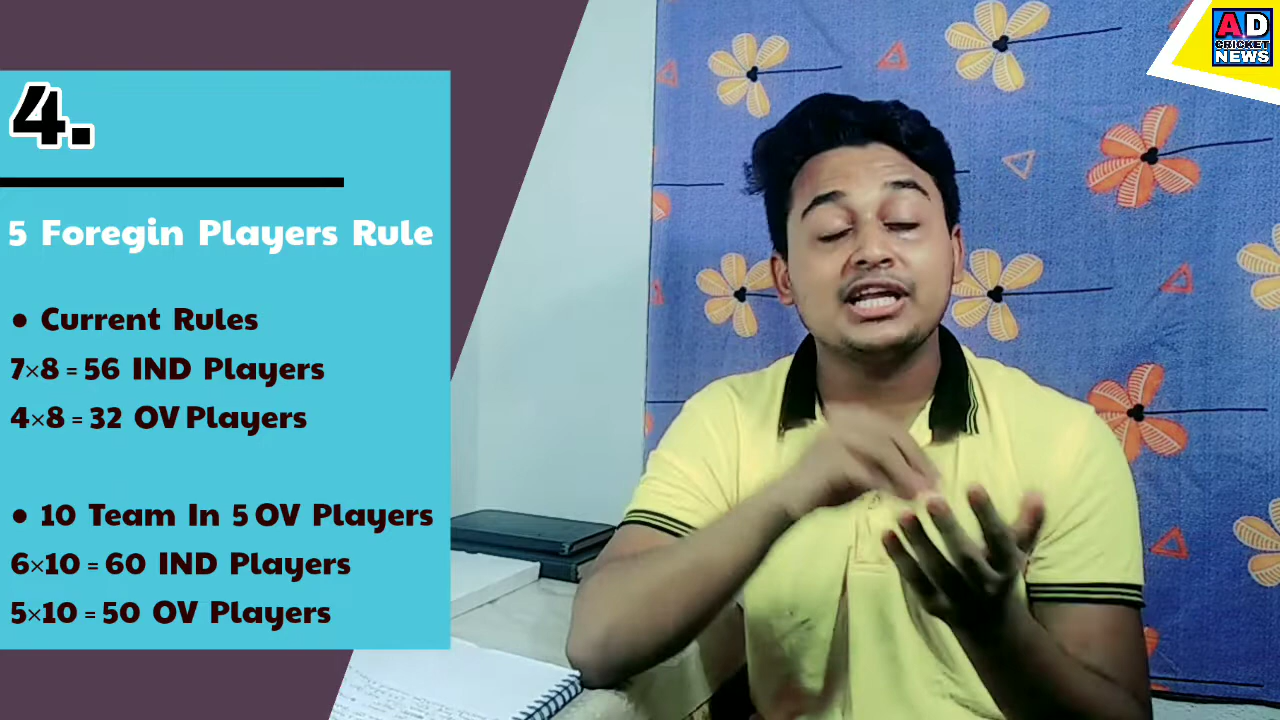 4.
5 Foregin Players Rule
• Current Rules
7×8 = 56 IND Players
4×8 = 32 OV Players
• 10 Team In 5 OV Players
6×10 = 60 IND Players
5×10 = 50 OV Players
AD
CRICKET
NEWS